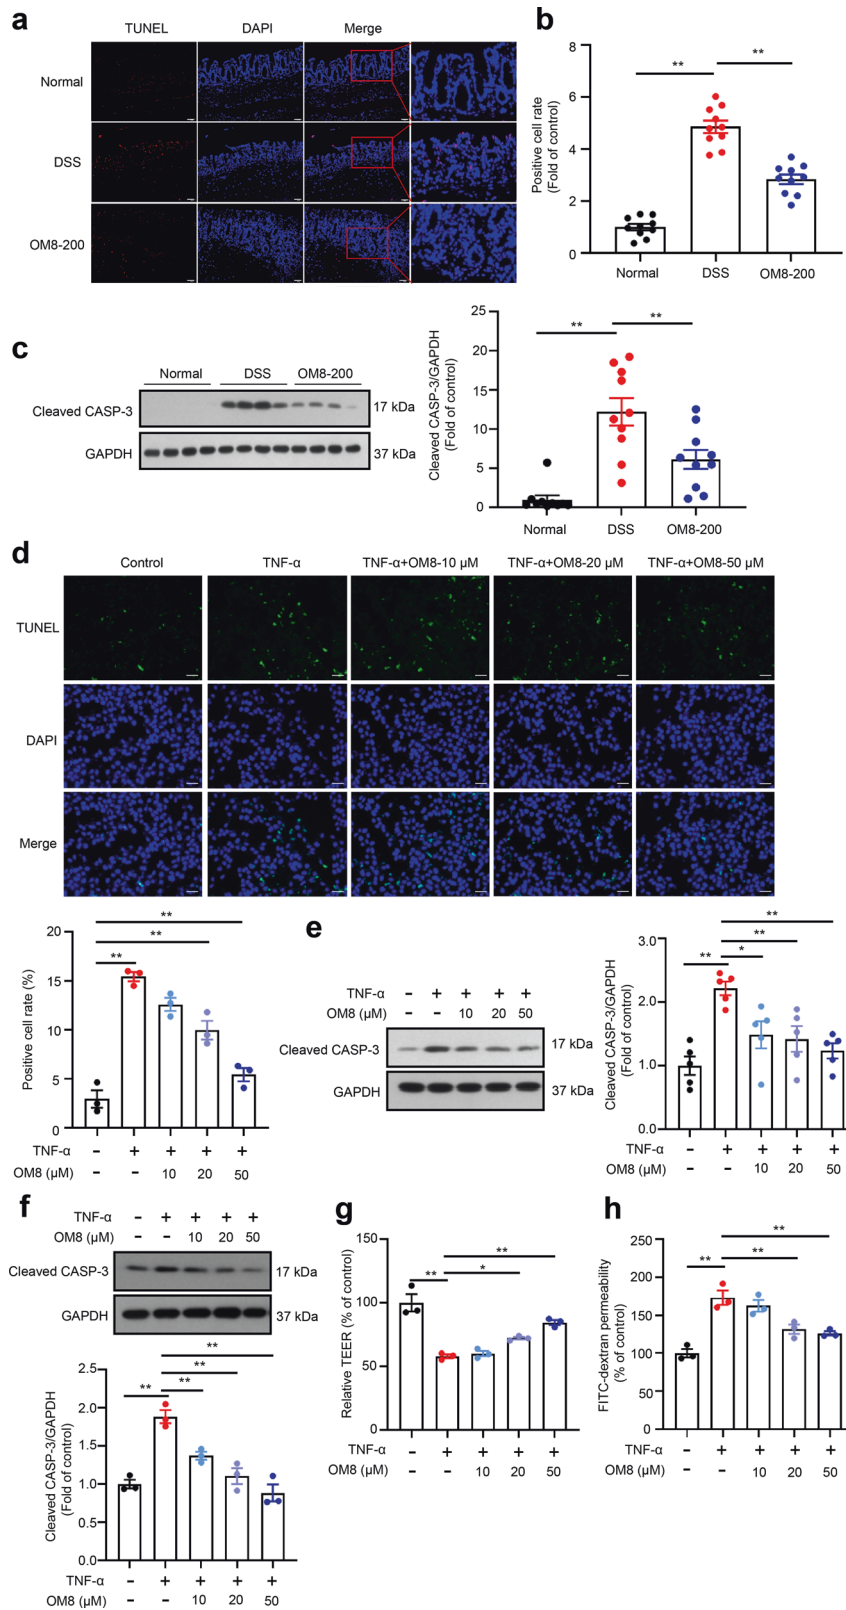 a
TUNEL DAPI Merge
Normal
DSS
OM8-200
b
Positive cell rate
(Fold of control)
8
6
4
2
0
** **
Normal DSS OM8-200
c
Normal DSS OM8-200
Cleaved CASP-3 17 kDa
GAPDH 37 kDa
Cleaved CASP-3/GAPDH
(Fold of control)
25
20
15
10
5
0
** **
Normal DSS OM8-200
d
Control TNF-α TNF-α+OM8-10 μM TNF-α+OM8-20 μM TNF-α+OM8-50 μM
TUNEL
DAPI
Merge
Positive cell rate (%)
20
15
10
5
0
**
**
**
TNF-α - + + + +
OM8 (μM) - - 10 20 50
e
TNF-α - + + + +
OM8 (μM) - - 10 20 50
Cleaved CASP-3 17 kDa
GAPDH 37 kDa
Cleaved CASP-3/GAPDH
(Fold of control)
3.0
2.0
1.0
0.0
**
**
** *
TNF-α - + + + +
OM8 (μM) - - 10 20 50
f
TNF-α - + + + +
OM8 (μM) - - 10 20 50
Cleaved CASP-3 17 kDa
GAPDH 37 kDa
Cleaved CASP-3/GAPDH
(Fold of control)
2.5
2.0
1.5
1.0
0.5
0.0
**
**
** **
TNF-α - + + + +
OM8 (μM) - - 10 20 50
g
Relative TEER (% of control)
150
100
50
0
**
** *
TNF-α - + + + +
OM8 (μM) - - 10 20 50
h
FITC-dextran permeability
(% of control)
250
200
150
100
50
0
**
** **
TNF-α - + + + +
OM8 (μM) - - 10 20 50